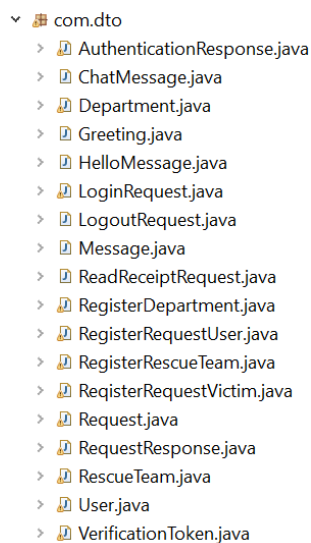 com.dto
AuthenticationResponse.java
ChatMessage.java
Department.java
Greeting.java
HelloMessage.java
LoginRequest.java
LogoutRequest.java
Message.java
ReadReceiptRequest.java
RegisterDepartment.java
RegisterRequestUser.java
RegisterRescueTeam.java
RegisterRequestVictim.java
Request.java
RequestResponse.java
RescueTeam.java
User.java
VerificationToken.java